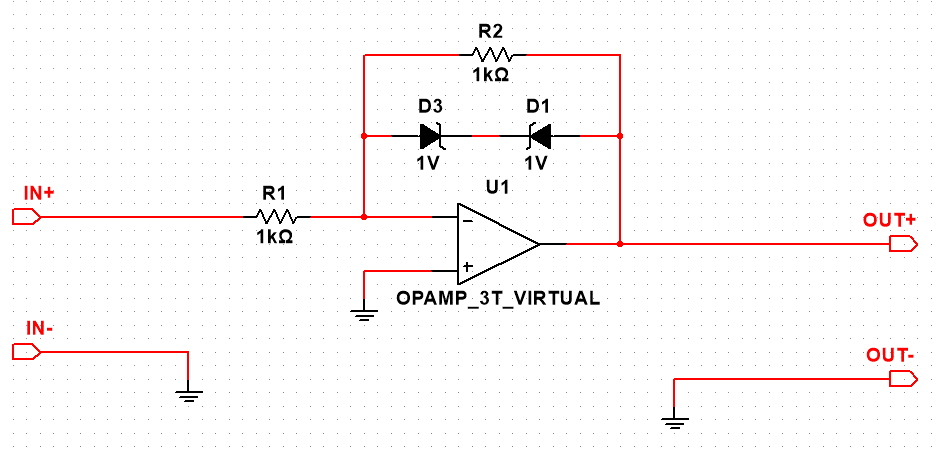 R2
1kΩ
D3
D1
1V
1V
U1
IN+
R1
1kΩ
OUT+
OPAMP_3T_VIRTUAL
IN-
OUT-